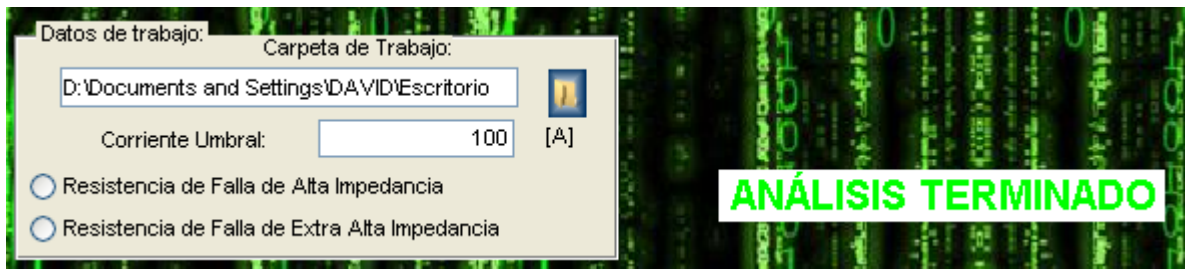 Datos de trabajo:
Carpeta de Trabajo:
D:\Documents and Settings\DAVID\Escritorio
Corriente Umbral: 100 [A]
Resistencia de Falla de Alta Impedancia
Resistencia de Falla de Extra Alta Impedancia
ANÁLISIS TERMINADO